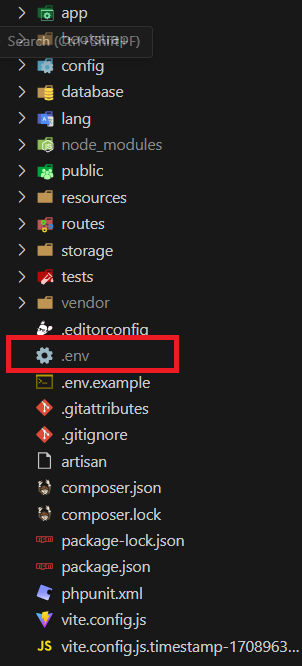 app
bootstrap
Search (Ctrl+Shift+F)
config
database
lang
node_modules
public
resources
routes
storage
tests
vendor
.editorconfig
.env
.env.example
.gitattributes
.gitignore
artisan
composer.json
composer.lock
package-lock.json
package.json
phpunit.xml
vite.config.js
JS vite.config.js.timestamp-1708963...